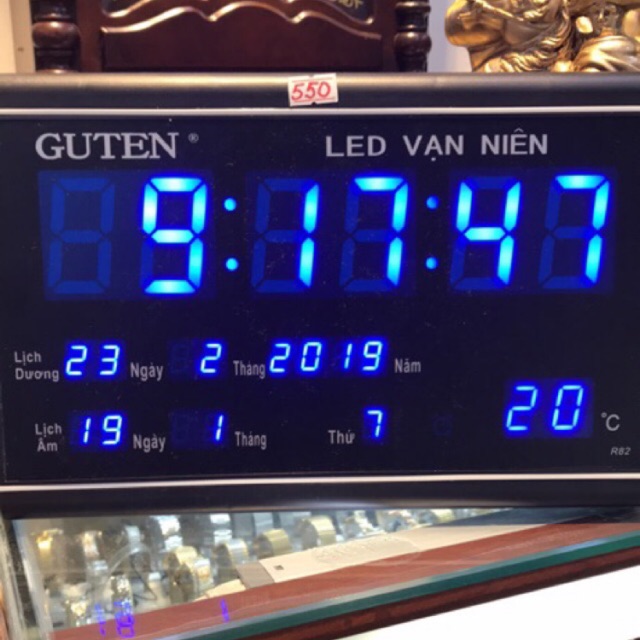 550
GUTEN ® LED VẠN NIÊN
9:17:47
Lịch Dương 23 Ngày 2 Tháng 2019 Năm
20 °C
Lịch Âm 19 Ngày 1 Tháng Thứ 7
R82